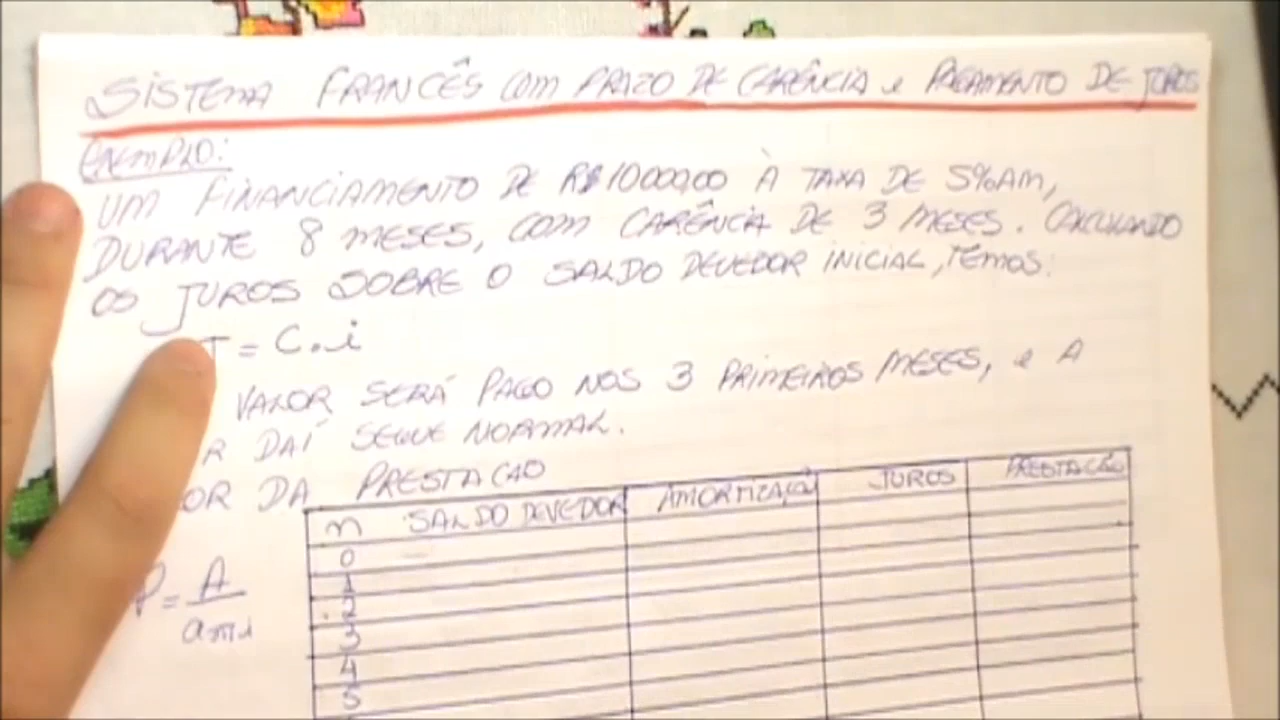 SISTEMA FRANCÊS COM PRAZO DE CARÊNCIA e PAGAMENTO DE JUROS
EXEMPLO:
UM FINANCIAMENTO DE R$10000,00 À TAXA DE 5%AM,
DURANTE 8 MESES, COM CARÊNCIA DE 3 MESES. CALCULANDO
OS JUROS SOBRE O SALDO DEVEDOR INICIAL, TEMOS:
= C.i
VALOR SERÁ PAGO NOS 3 PRIMEIROS MESES, e A
R DAÍ SEGUE NORMAL.
OR DA PRESTACAO
n SALDO DEVEDOR AMORTIZAÇÃO JUROS PRESTAÇÃO
0
1
2
3
4
5
P = A
ani